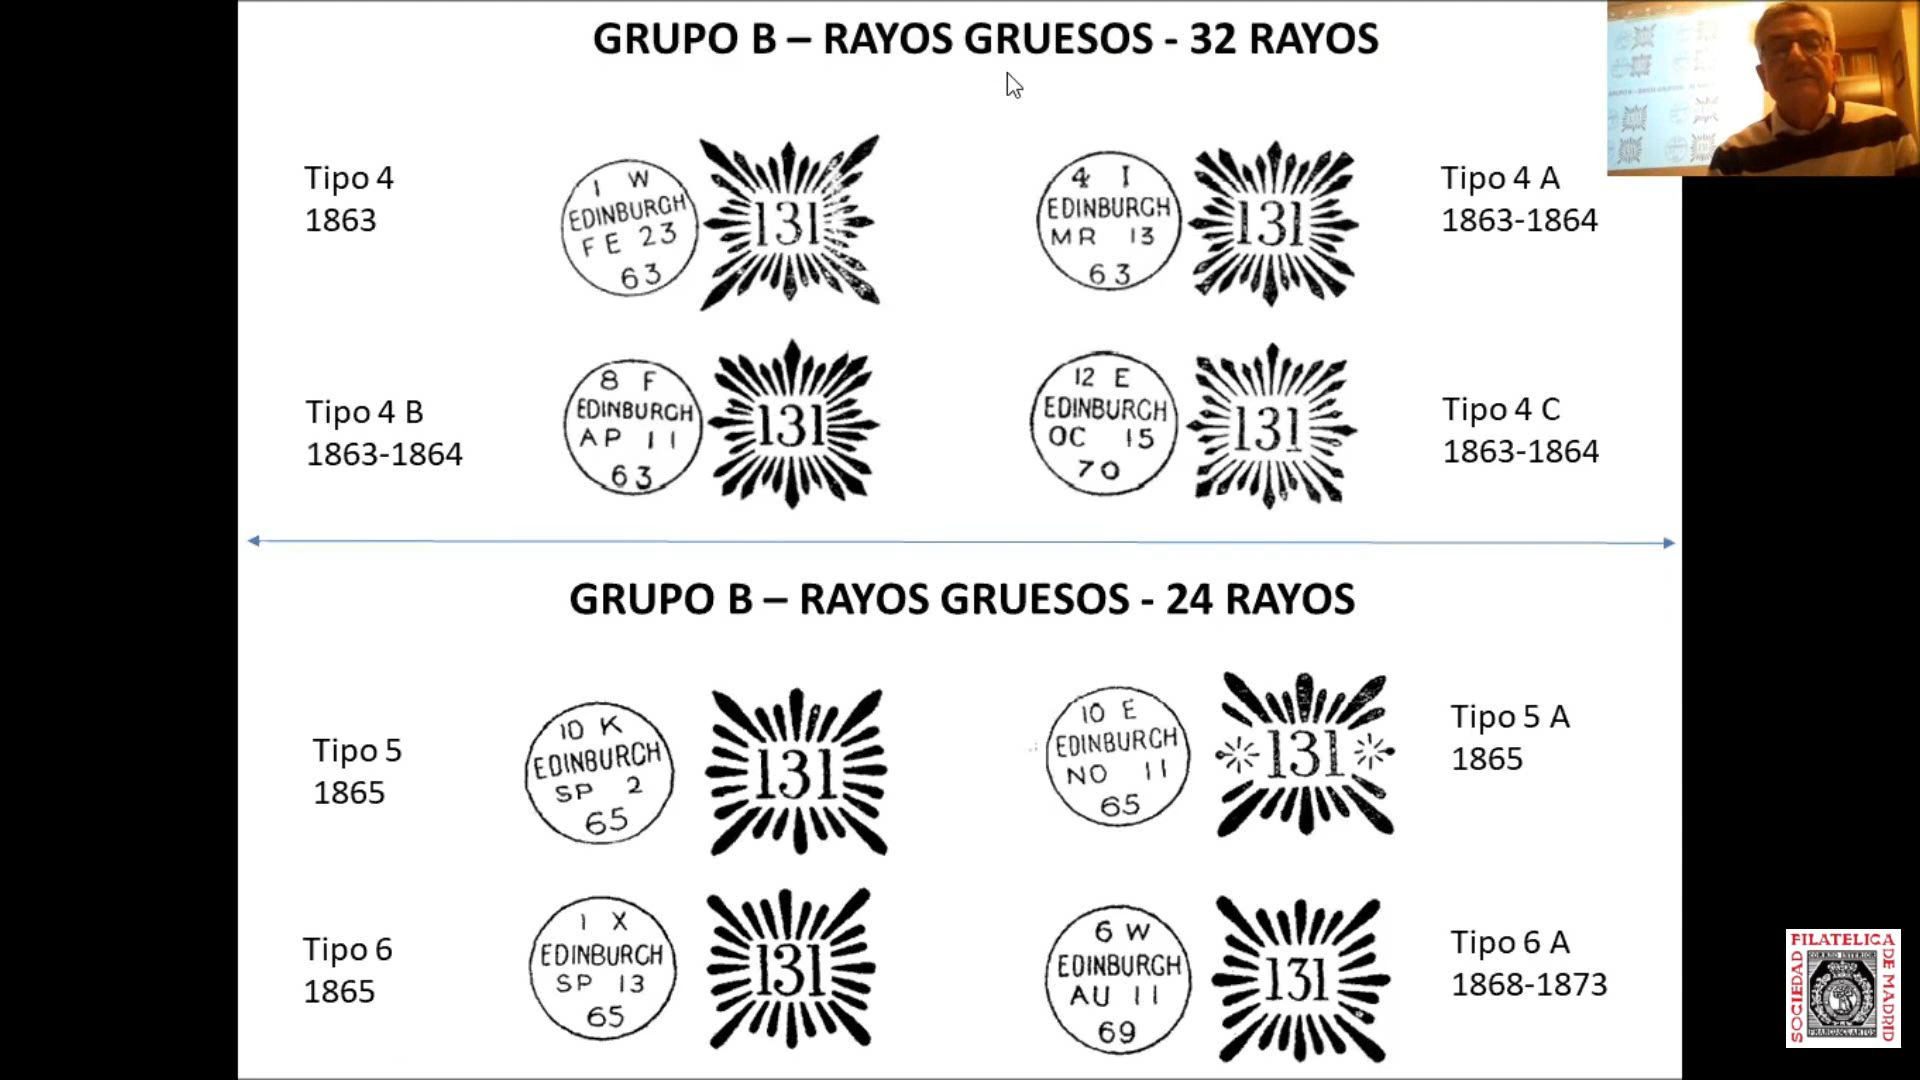 GRUPO B – RAYOS GRUESOS - 32 RAYOS
Tipo 4
1863
1 W
EDINBURGH
FE 23
63
131
4 I
EDINBURGH
MR 13
63
131
Tipo 4 A
1863-1864
Tipo 4 B
1863-1864
8 F
EDINBURGH
AP 11
63
131
12 E
EDINBURGH
OC 15
70
131
Tipo 4 C
1863-1864
GRUPO B – RAYOS GRUESOS - 24 RAYOS
Tipo 5
1865
10 K
EDINBURGH
SP 2
65
131
10 E
EDINBURGH
NO 11
65
131
Tipo 5 A
1865
Tipo 6
1865
1 X
EDINBURGH
SP 13
65
131
6 W
EDINBURGH
AU 11
69
131
Tipo 6 A
1868-1873
SOCIEDAD
FILATELICA
DE MADRID